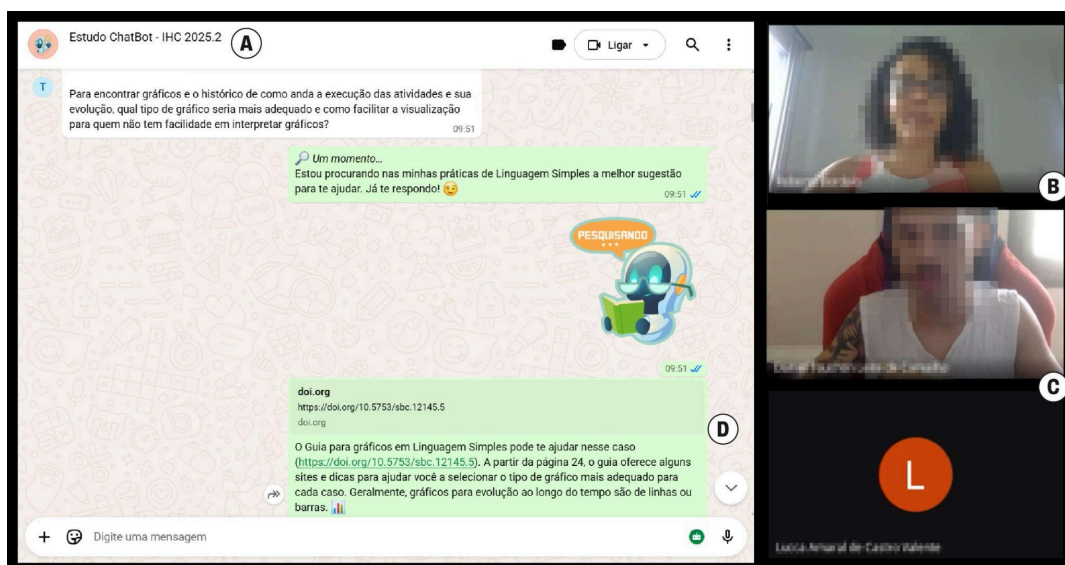 Estudo ChatBot - IHC 2025.2
A
Ligar
T
Para encontrar gráficos e o histórico de como anda a execução das atividades e sua
evolução, qual tipo de gráfico seria mais adequado e como facilitar a visualização
para quem não tem facilidade em interpretar gráficos?
09:51
Um momento...
Estou procurando nas minhas práticas de Linguagem Simples a melhor sugestão
para te ajudar. Já te respondo!
09:51
PESQUISANDO
...
09:51
doi.org
https://doi.org/10.5753/sbc.12145.5
doi.org
O Guia para gráficos em Linguagem Simples pode te ajudar nesse caso
(https://doi.org/10.5753/sbc.12145.5). A partir da página 24, o guia oferece alguns
sites e dicas para ajudar você a selecionar o tipo de gráfico mais adequado para
cada caso. Geralmente, gráficos para evolução ao longo do tempo são de linhas ou
barras.
D
Digite uma mensagem
B
C
L